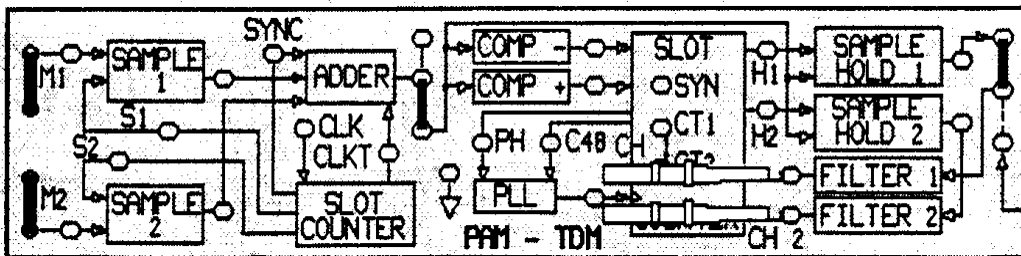 SYNC
M1
SAMPLE
1
ADDER
S1
S2
CLK
CLKT
M2
SAMPLE
2
SLOT
COUNTER
COMP -
COMP +
SLOT
SYN
CT1
PH
C48
CH
PLL
PAM - TDM
H1
H2
SAMPLE
HOLD 1
SAMPLE
HOLD 2
FILTER 1
FILTER 2
CH 2